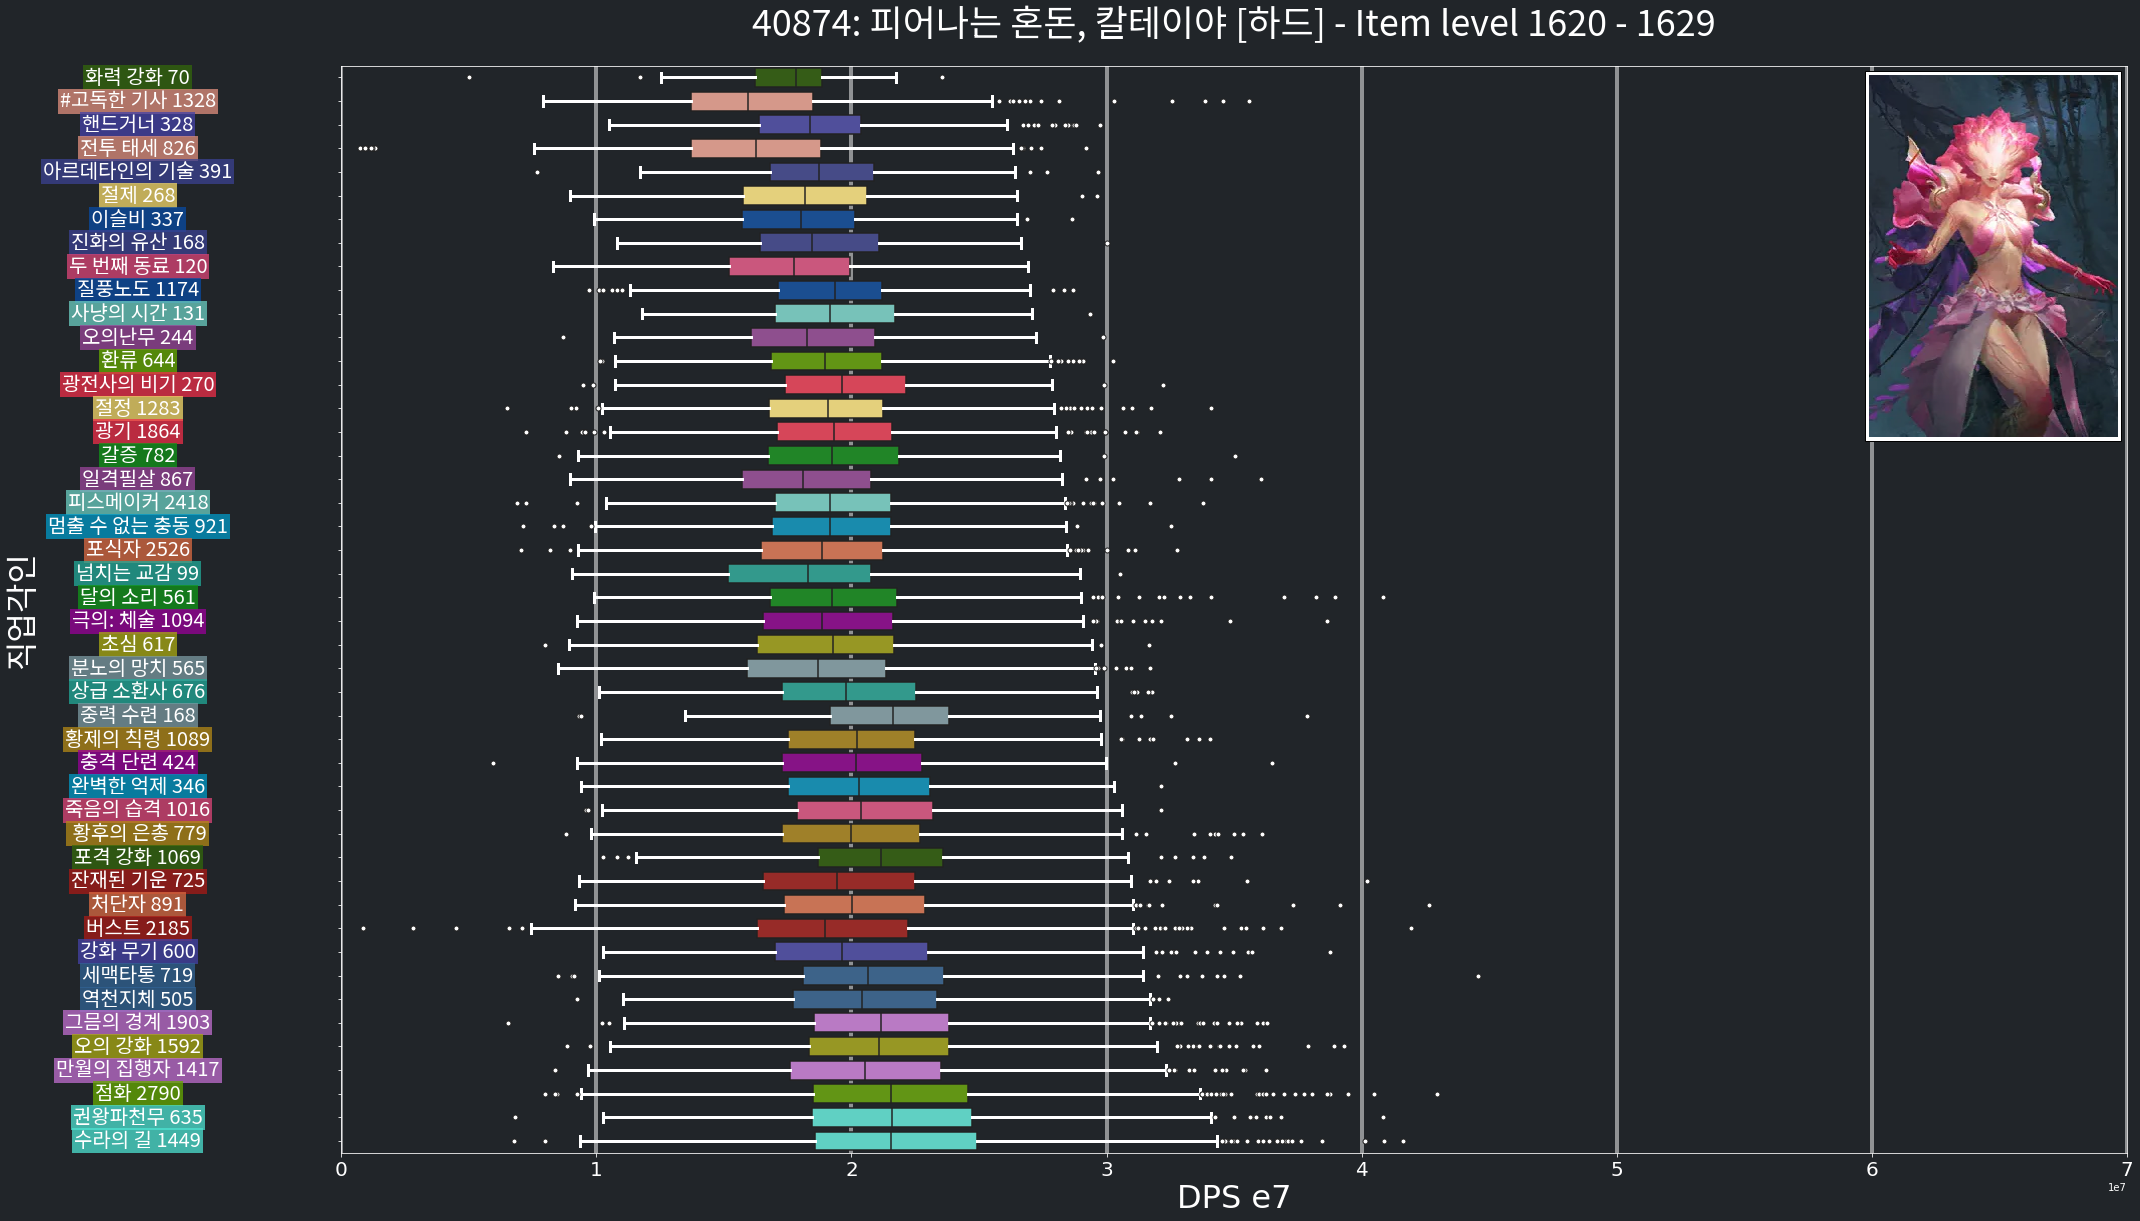 40874: 피어나는 혼돈, 칼테이야 [하드] - Item level 1620 - 1629
직업각인
화력 강화 70
#고독한 기사 1328
핸드거너 328
전투 태세 826
아르데타인의 기술 391
절제 268
이슬비 337
진화의 유산 168
두 번째 동료 120
질풍노도 1174
사냥의 시간 131
오의난무 244
환류 644
광전사의 비기 270
절정 1283
광기 1864
갈증 782
일격필살 867
피스메이커 2418
멈출 수 없는 충동 921
포식자 2526
넘치는 교감 99
달의 소리 561
극의: 체술 1094
초심 617
분노의 망치 565
상급 소환사 676
중력 수련 168
황제의 칙령 1089
충격 단련 424
완벽한 억제 346
죽음의 습격 1016
황후의 은총 779
포격 강화 1069
잔재된 기운 725
처단자 891
버스트 2185
강화 무기 600
세맥타통 719
역천지체 505
그믐의 경계 1903
오의 강화 1592
만월의 집행자 1417
점화 2790
권왕파천무 635
수라의 길 1449
0 1 2 3 4 5 6 7
1e7
DPS e7